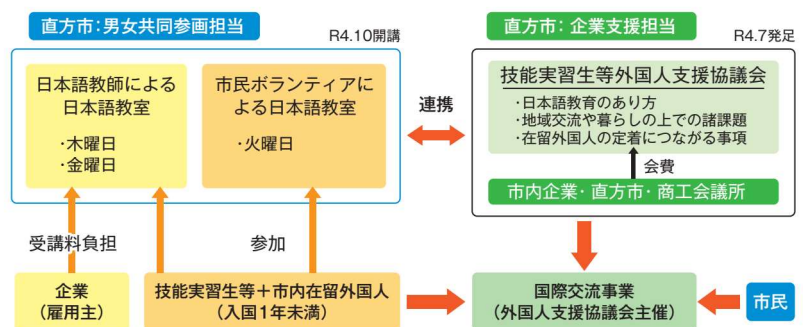 直方市：男女共同参画担当
R4.10開講
日本語教師による
日本語教室
・木曜日
・金曜日
市民ボランティアに
よる日本語教室
・火曜日
受講料負担
参加
企業
（雇用主）
技能実習生等＋市内在留外国人
（入国1年未満）
連携
直方市：企業支援担当
R4.7発足
技能実習生等外国人支援協議会
・日本語教育のあり方
・地域交流や暮らしの上での諸課題
・在留外国人の定着につながる事項
会費
市内企業・直方市・商工会議所
国際交流事業
（外国人支援協議会主催）
市民